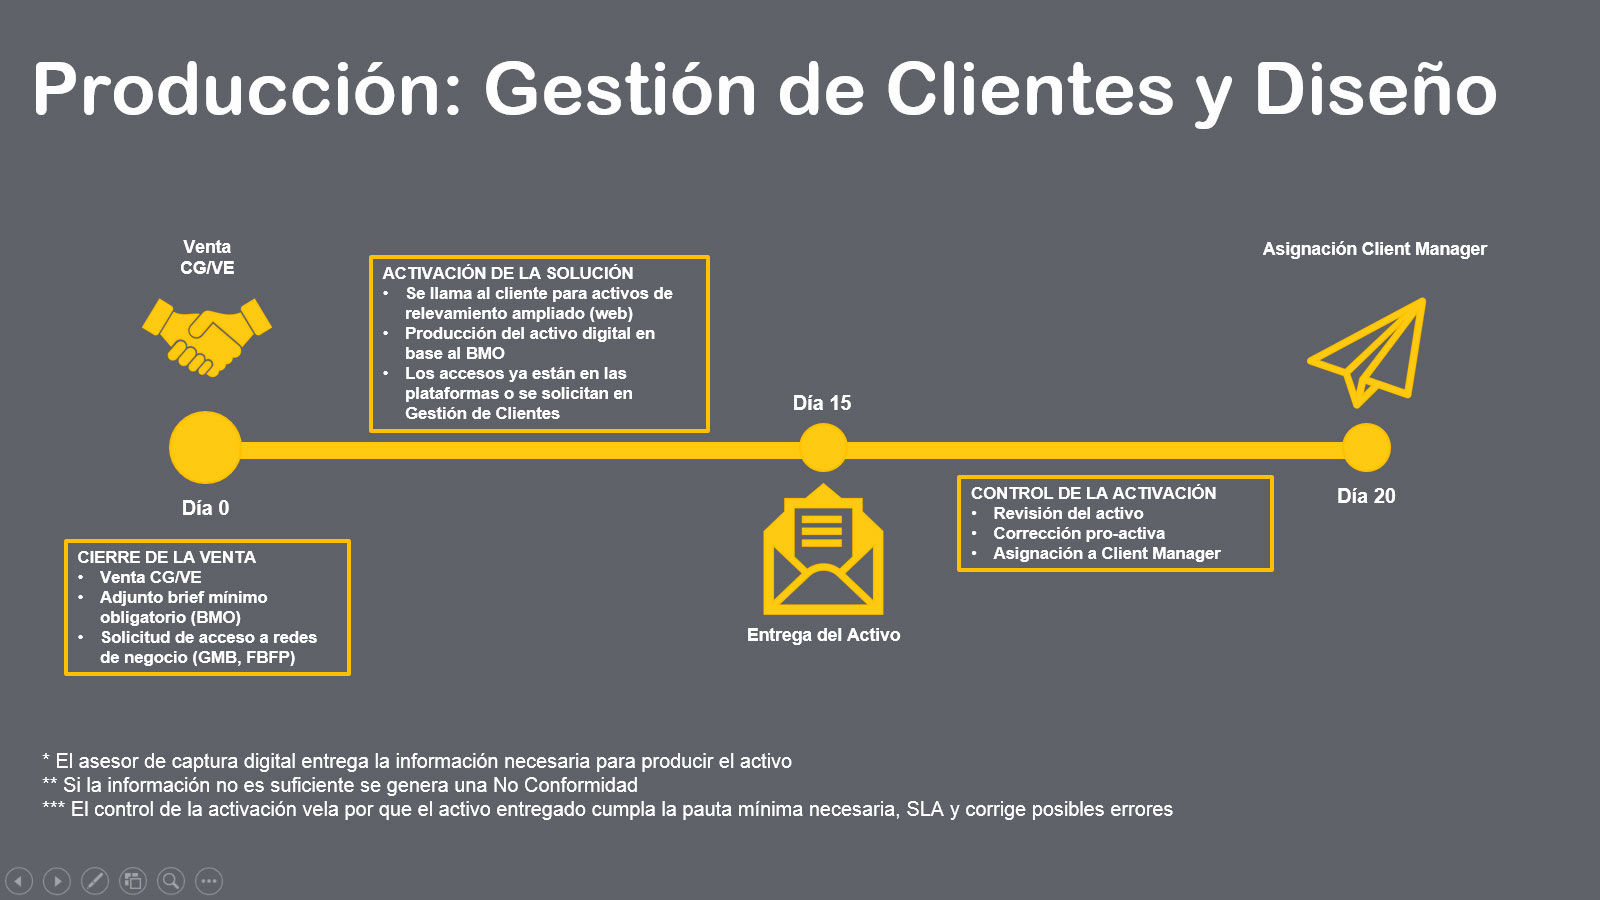 Producción: Gestión de Clientes y Diseño
Venta
CG/VE
Día 0
CIERRE DE LA VENTA
• Venta CG/VE
• Adjunto brief mínimo
obligatorio (BMO)
• Solicitud de acceso a redes
de negocio (GMB, FBFP)
ACTIVACIÓN DE LA SOLUCIÓN
• Se llama al cliente para activos de
relevamiento ampliado (web)
• Producción del activo digital en
base al BMO
• Los accesos ya están en las
plataformas o se solicitan en
Gestión de Clientes
Día 15
Entrega del Activo
CONTROL DE LA ACTIVACIÓN
• Revisión del activo
• Corrección pro-activa
• Asignación a Client Manager
Asignación Client Manager
Día 20
* El asesor de captura digital entrega la información necesaria para producir el activo
** Si la información no es suficiente se genera una No Conformidad
*** El control de la activación vela por que el activo entregado cumpla la pauta mínima necesaria, SLA y corrige posibles errores